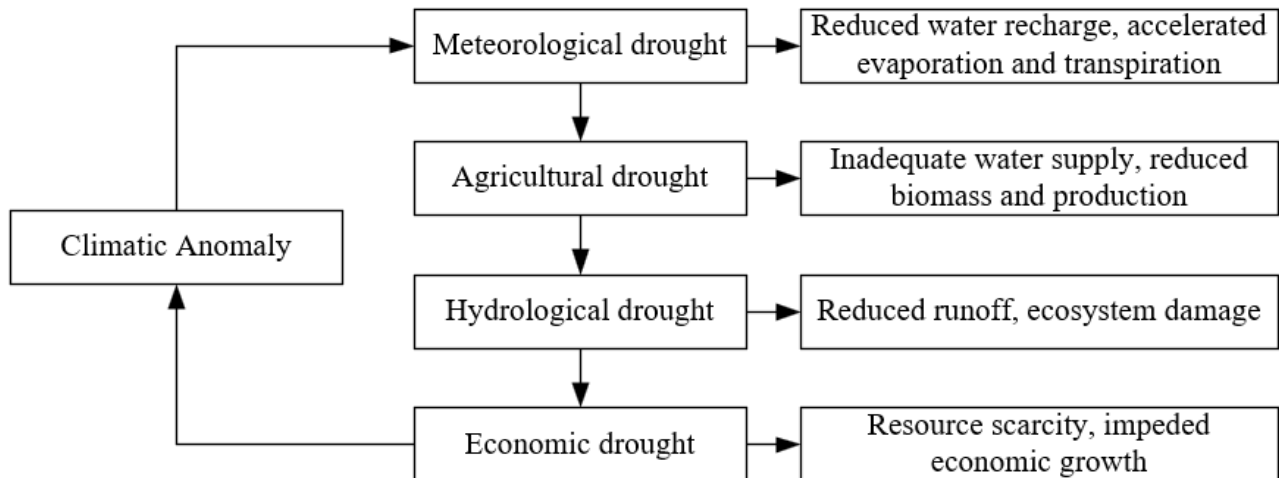 Meteorological drought
Reduced water recharge, accelerated
evaporation and transpiration
Agricultural drought
Inadequate water supply, reduced
biomass and production
Climatic Anomaly
Hydrological drought
Reduced runoff, ecosystem damage
Economic drought
Resource scarcity, impeded
economic growth